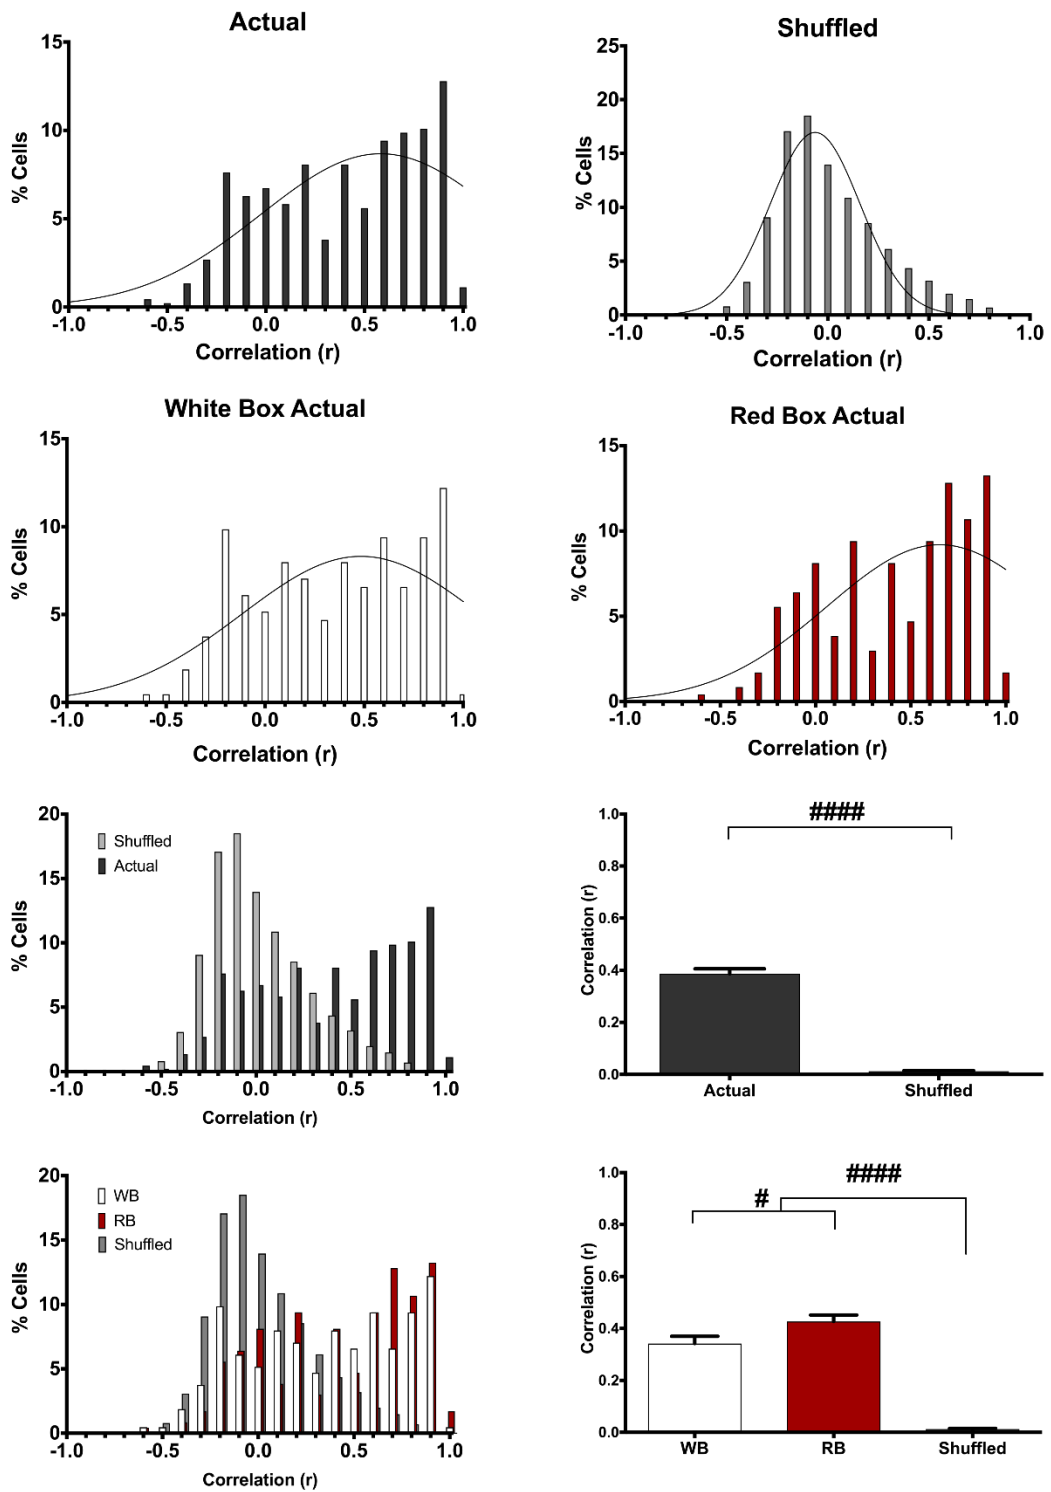 Actual
15
10
5
0
% Cells
-1.0 -0.5 0.0 0.5 1.0
Correlation (r)
Shuffled
25
20
15
10
5
0
% Cells
-1.0 -0.5 0.0 0.5 1.0
Correlation (r)
White Box Actual
15
10
5
0
% Cells
-1.0 -0.5 0.0 0.5 1.0
Correlation (r)
Red Box Actual
15
10
5
0
% Cells
-1.0 -0.5 0.0 0.5 1.0
Correlation (r)
20
15
10
5
0
% Cells
Shuffled
Actual
-1.0 -0.5 0.0 0.5 1.0
Correlation (r)
####
1.0
0.8
0.6
0.4
0.2
0.0
Correlation (r)
Actual Shuffled
20
15
10
5
0
% Cells
WB
RB
Shuffled
-1.0 -0.5 0.0 0.5 1.0
Correlation (r)
####
#
1.0
0.8
0.6
0.4
0.2
0.0
Correlation (r)
WB RB Shuffled